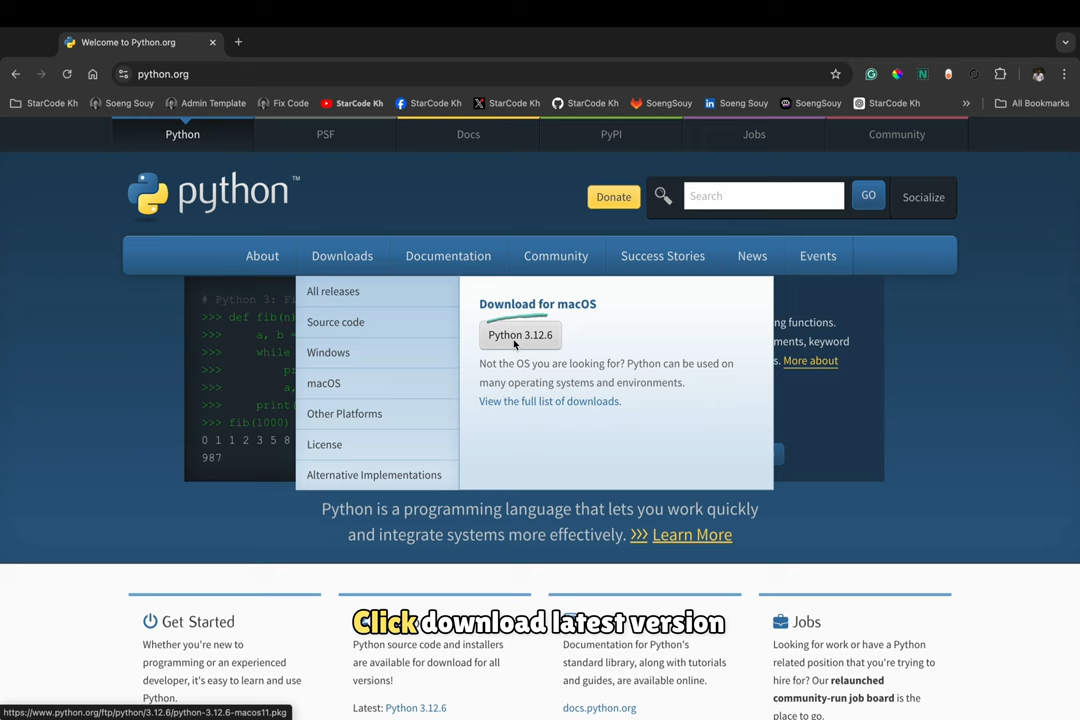 Welcome to Python.org
python.org
StarCode Kh
Soeng Souy
Admin Template
Fix Code
StarCode Kh
StarCode Kh
StarCode Kh
StarCode Kh
SoengSouy
Soeng Souy
SoengSouy
StarCode Kh
All Bookmarks
Python
PSF
Docs
PyPI
Jobs
Community
python™
Donate
Search
GO
Socialize
About
Downloads
Documentation
Community
Success Stories
News
Events
# Python 3: Fi
>>> def fib(n)
>>> a, b =
>>> while
>>> pr
>>> a,
>>> print(
>>> fib(1000)
0 1 1 2 3 5 8
987
All releases
Source code
Windows
macOS
Other Platforms
License
Alternative Implementations
Download for macOS
Python 3.12.6
Not the OS you are looking for? Python can be used on
many operating systems and environments.
View the full list of downloads.
ng functions.
ments, keyword
s. More about
Python is a programming language that lets you work quickly
and integrate systems more effectively. >>> Learn More
Get Started
Whether you're new to
programming or an experienced
developer, it's easy to learn and use
Python.
Click download latest version
Python source code and installers
are available for download for all
versions!
Latest: Python 3.12.6
Documentation for Python's
standard library, along with tutorials
and guides, are available online.
docs.python.org
Jobs
Looking for work or have a Python
related position that you're trying to
hire for? Our relaunched
community-run job board is the
place to go.
https://www.python.org/ftp/python/3.12.6/python-3.12.6-macos11.pkg